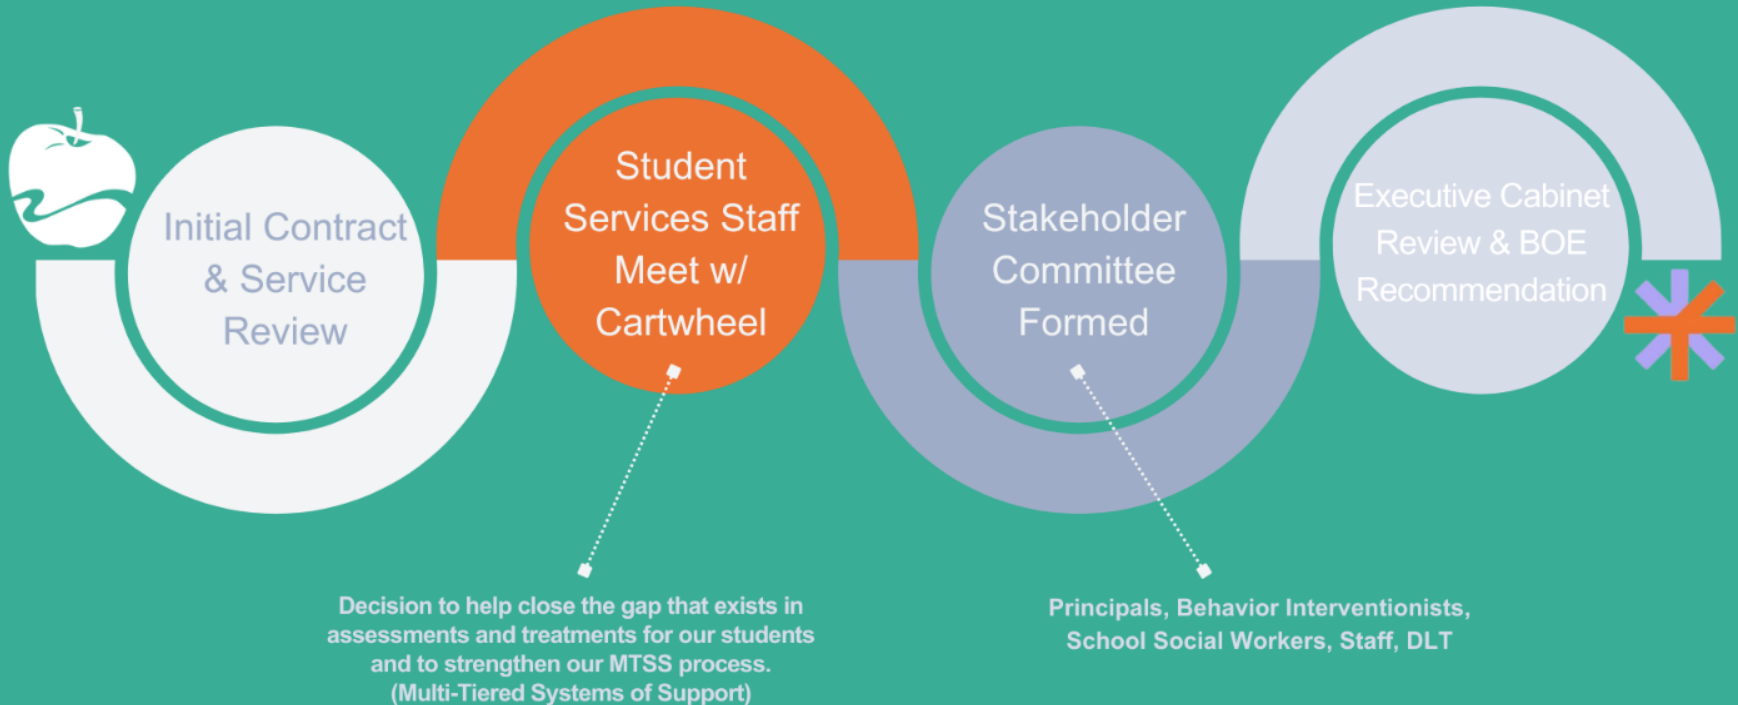 Initial Contract
& Service
Review
Student
Services Staff
Meet w/
Cartwheel
Stakeholder
Committee
Formed
Executive Cabinet
Review & BOE
Recommendation
Decision to help close the gap that exists in
assessments and treatments for our students
and to strengthen our MTSS process.
(Multi-Tiered Systems of Support)
Principals, Behavior Interventionists,
School Social Workers, Staff, DLT